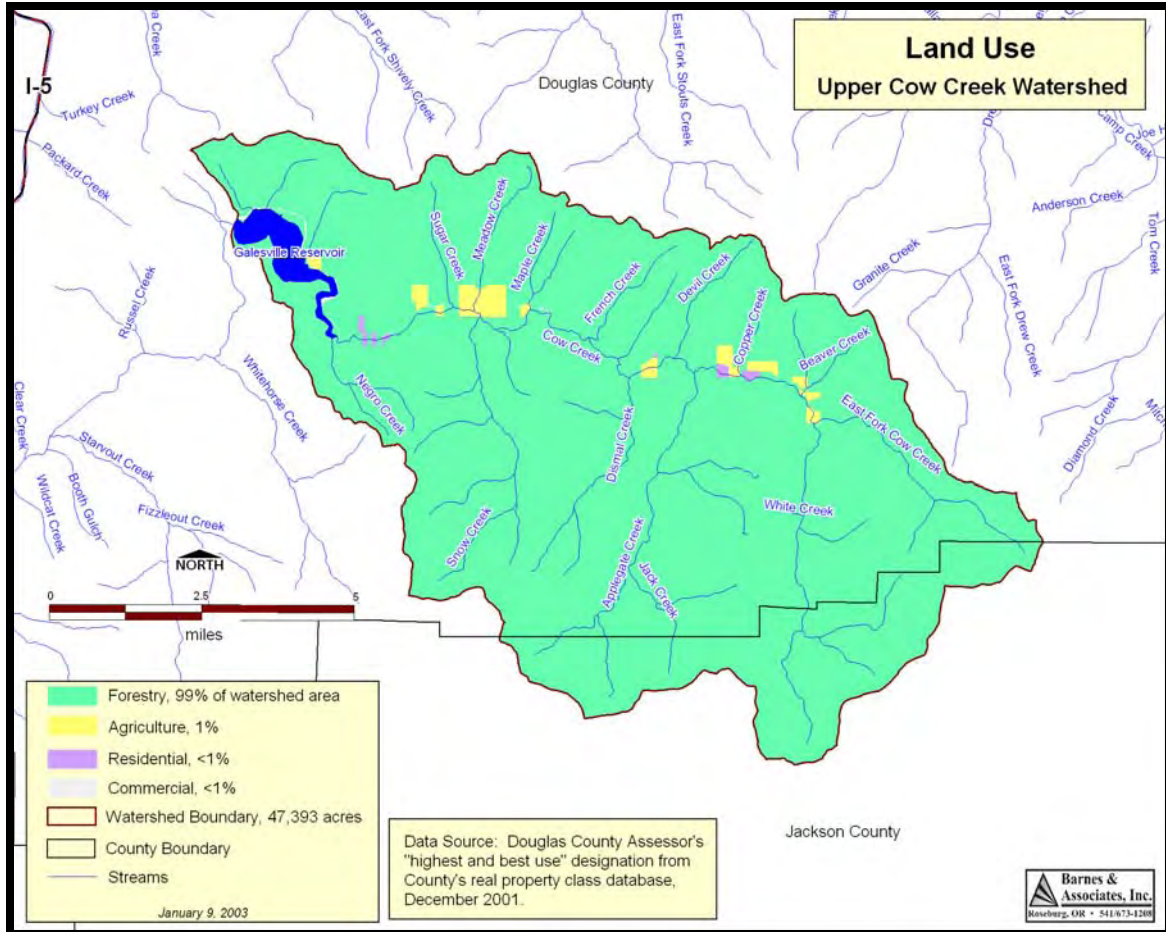 Land Use
Upper Cow Creek Watershed
Douglas County
I-5
Turkey Creek
Packard Creek
East Fork Shively Creek
East Fork Stouts Creek
Camp Creek
Anderson Creek
Tom Creek
Granite Creek
East Fork Drew Creek
Diamond Creek
Galesville Reservoir
Sugar Creek
Meadow Creek
Maple Creek
French Creek
Devil Creek
Copper Creek
Beaver Creek
Cow Creek
East Fork Cow Creek
Russel Creek
Whitehorse Creek
Negro Creek
Dismal Creek
White Creek
Snow Creek
Applegate Creek
Jack Creek
Clear Creek
Starvout Creek
Booth Gulch
Wildcat Creek
Fizzleout Creek
NORTH
0 2.5 5
miles
Forestry, 99% of watershed area
Agriculture, 1%
Residential, <1%
Commercial, <1%
Watershed Boundary, 47,393 acres
County Boundary
Streams
January 9, 2003
Data Source: Douglas County Assessor's
"highest and best use" designation from
County's real property class database,
December 2001.
Jackson County
Barnes &
Associates, Inc.
Roseburg, OR • 541/673-1208